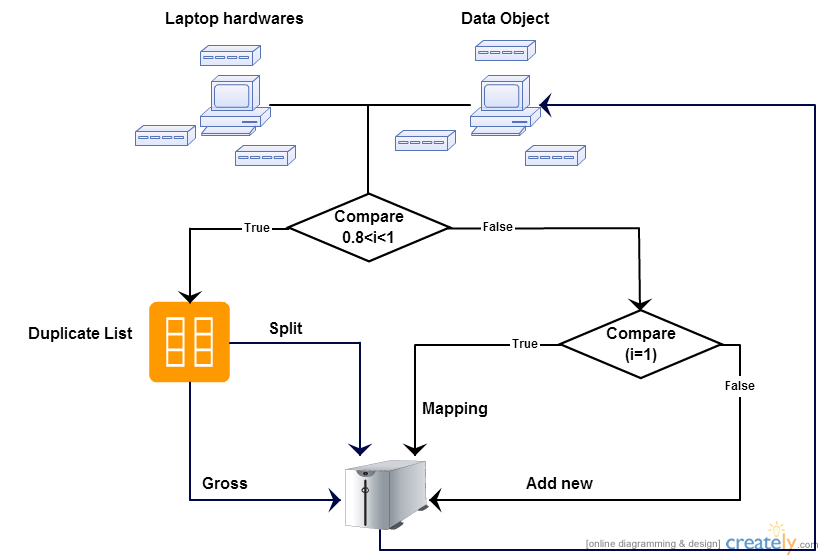 Laptop hardwares
Data Object
Compare
0.8<i<1
True
False
Duplicate List
Split
Compare
(i=1)
True
False
Mapping
Gross
Add new
[online diagramming & design] creately.com